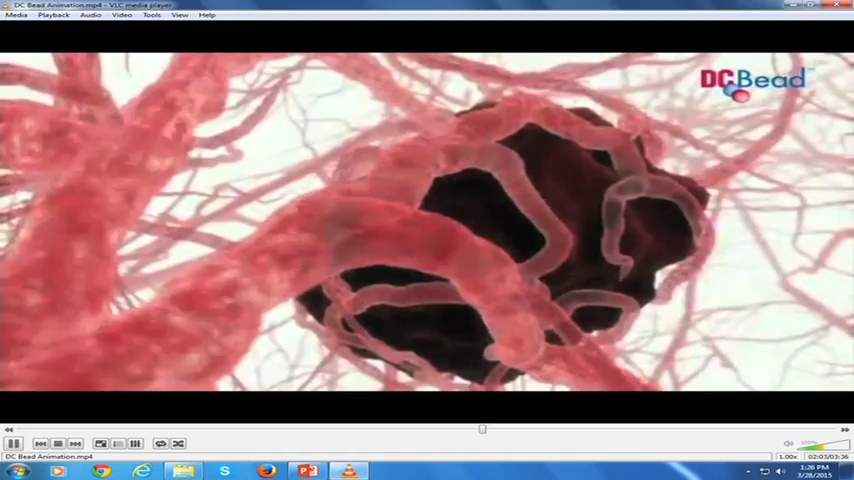 DC Bead Animation.mp4 - VLC media player
Media Playback Audio Video Tools View Help
DCBead
100%
DC Bead Animation.mp4
1.00x 02:03/03:36
1:26 PM
3/28/2015